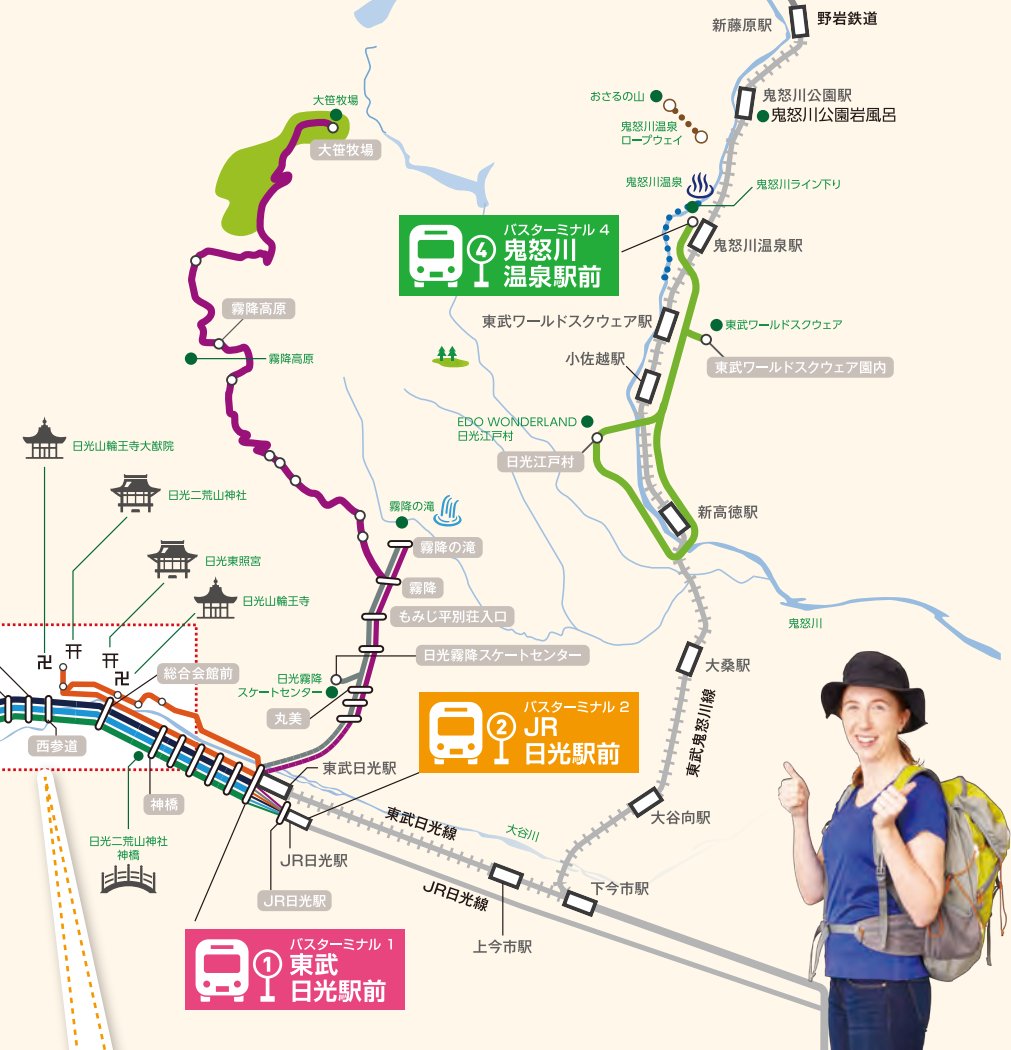 新藤原駅
野岩鉄道
鬼怒川公園駅
鬼怒川公園岩風呂
おさるの山
鬼怒川温泉
ロープウェイ
大笹牧場
大笹牧場
鬼怒川温泉
鬼怒川ライン下り
バスターミナル 4
4
鬼怒川
温泉駅前
鬼怒川温泉駅
霧降高原
霧降高原
東武ワールドスクウェア駅
東武ワールドスクウェア
小佐越駅
東武ワールドスクウェア園内
EDO WONDERLAND
日光江戸村
日光江戸村
日光山輪王寺大猷院
日光二荒山神社
日光東照宮
日光山輪王寺
霧降の滝
霧降の滝
新高徳駅
霧降
もみじ平別荘入口
鬼怒川
日光霧降スケートセンター
日光霧降
スケートセンター
大桑駅
総合会館前
丸美
西参道
バスターミナル 2
2
JR
日光駅前
東武鬼怒川線
東武日光駅
神橋
東武日光線
大谷川
大谷向駅
日光二荒山神社
神橋
JR日光駅
JR日光駅
JR日光線
下今市駅
上今市駅
バスターミナル 1
1
東武
日光駅前